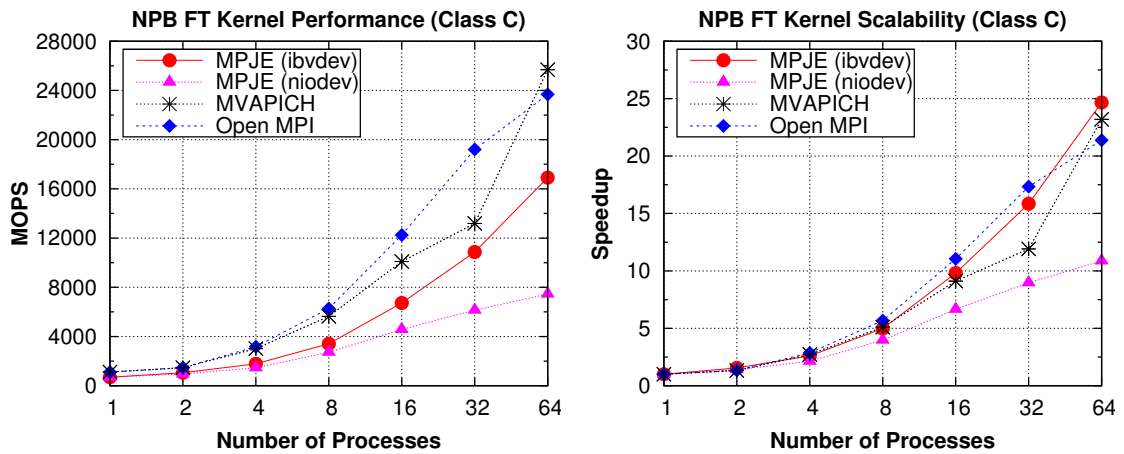 NPB FT Kernel Performance (Class C)
28000
24000
20000
16000
12000
8000
4000
0
MOPS
MPJE (ibvdev)
MPJE (niodev)
MVAPICH
Open MPI
1 2 4 8 16 32 64
Number of Processes
NPB FT Kernel Scalability (Class C)
30
25
20
15
10
5
0
Speedup
MPJE (ibvdev)
MPJE (niodev)
MVAPICH
Open MPI
1 2 4 8 16 32 64
Number of Processes